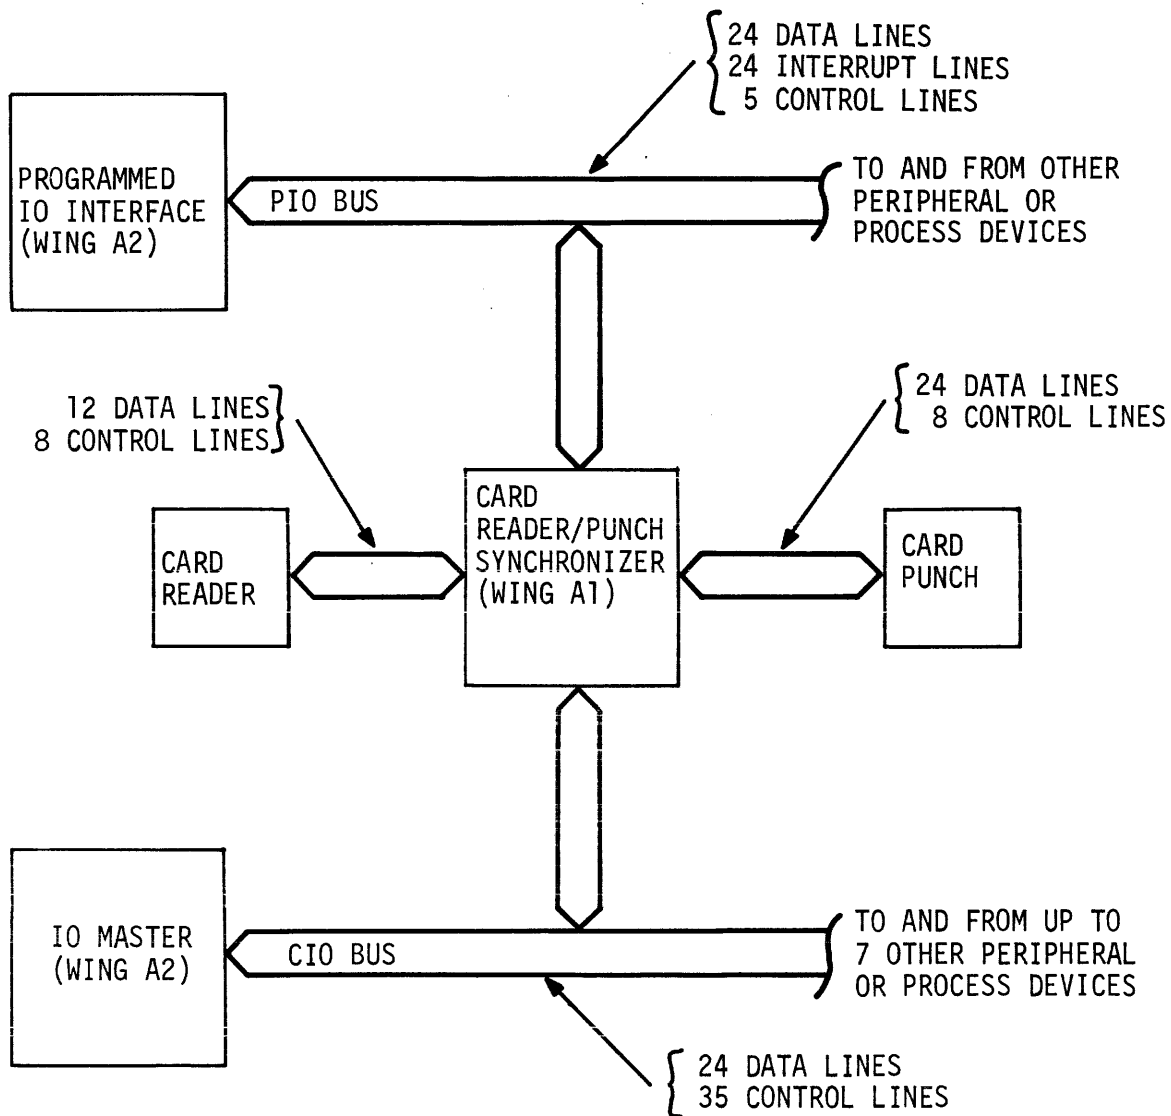 24 DATA LINES
24 INTERRUPT LINES
5 CONTROL LINES
PROGRAMMED
IO INTERFACE
(WING A2)
PIO BUS
TO AND FROM OTHER
PERIPHERAL OR
PROCESS DEVICES
12 DATA LINES
8 CONTROL LINES
24 DATA LINES
8 CONTROL LINES
CARD
READER
CARD
READER/PUNCH
SYNCHRONIZER
(WING A1)
CARD
PUNCH
IO MASTER
(WING A2)
CIO BUS
TO AND FROM UP TO
7 OTHER PERIPHERAL
OR PROCESS DEVICES
24 DATA LINES
35 CONTROL LINES